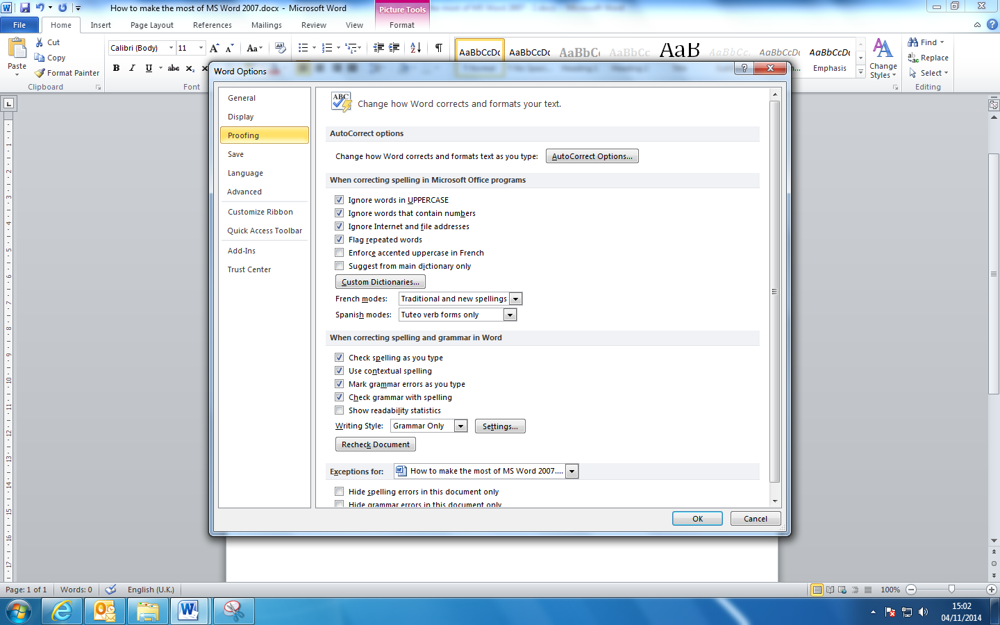 How to make the most of MS Word 2007.docx - Microsoft Word
Picture Tools
File Home Insert Page Layout References Mailings Review View Format
Paste
Cut
Copy
Format Painter
Clipboard
Calibri (Body) 11
Font
AaBbCcDc AaBbCcDc AaBbCc AaBbCc AaB AaBbCc. AaBbCcDc AaBbCcDc
Emphasis
Change Styles
Find
Replace
Select
Editing
Word Options
General
Display
Proofing
Save
Language
Advanced
Customize Ribbon
Quick Access Toolbar
Add-Ins
Trust Center
ABC
Change how Word corrects and formats your text.
AutoCorrect options
Change how Word corrects and formats text as you type: AutoCorrect Options...
When correcting spelling in Microsoft Office programs
Ignore words in UPPERCASE
Ignore words that contain numbers
Ignore Internet and file addresses
Flag repeated words
Enforce accented uppercase in French
Suggest from main dictionary only
Custom Dictionaries...
French modes: Traditional and new spellings
Spanish modes: Tuteo verb forms only
When correcting spelling and grammar in Word
Check spelling as you type
Use contextual spelling
Mark grammar errors as you type
Check grammar with spelling
Show readability statistics
Writing Style: Grammar Only Settings...
Recheck Document
Exceptions for: How to make the most of MS Word 2007....
Hide spelling errors in this document only
Hide grammar errors in this document only
OK Cancel
Page: 1 of 1 Words: 0 English (U.K.) 100%
15:02
04/11/2014